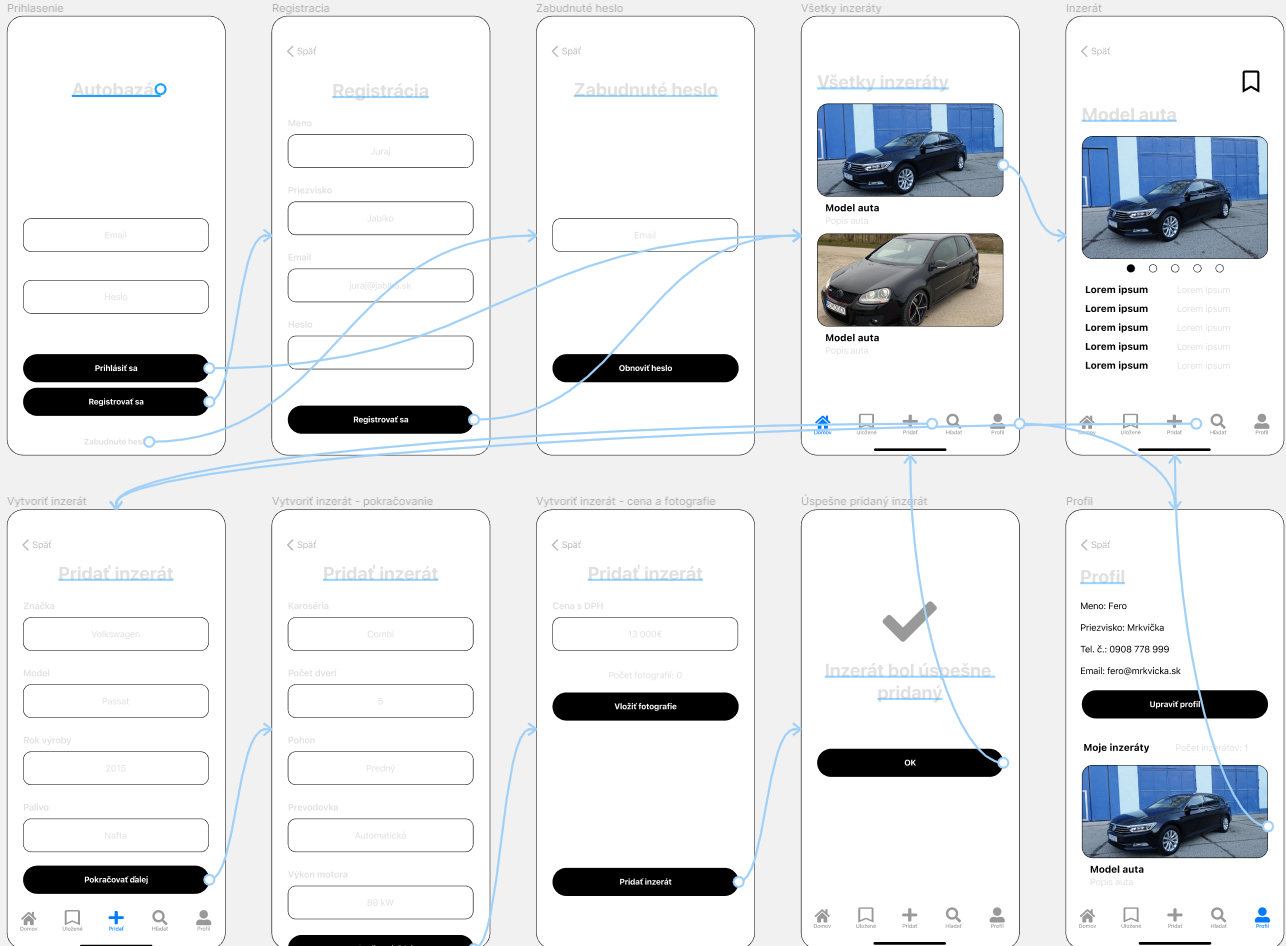 Prihlasenie
Autobazá
Email
Heslo
Prihlásiť sa
Registrovať sa
Zabudnuté hes
Registracia
Späť
Registrácia
Meno
Juraj
Priezvisko
Jablko
Email
juraj@jablko.sk
Heslo
Registrovať sa
Zabudnuté heslo
Späť
Zabudnuté heslo
Email
Obnoviť heslo
Všetky inzeráty
Všetky inzeráty
Model auta
Popis auta
Model auta
Popis auta
Domov Uložené Pridať Hľadať Profil
Inzerát
Späť
Model auta
Lorem ipsum Lorem ipsum
Lorem ipsum Lorem ipsum
Lorem ipsum Lorem ipsum
Lorem ipsum Lorem ipsum
Lorem ipsum Lorem ipsum
Domov Uložené Pridať Hľadať Profil
Vytvoriť inzerát
Späť
Pridať inzerát
Značka
Volkswagen
Model
Passat
Rok výroby
2015
Palivo
Nafta
Pokračovať ďalej
Domov Uložené Pridať Hľadať Profil
Vytvoriť inzerát - pokračovanie
Späť
Pridať inzerát
Karoséria
Combi
Počet dverí
5
Pohon
Predný
Prevodovka
Automatická
Výkon motora
88 kW
Vytvoriť inzerát - cena a fotografie
Späť
Pridať inzerát
Cena s DPH
13 000€
Počet fotografií: 0
Vložiť fotografie
Pridať inzerát
Úspešne pridaný inzerát
Inzerát bol úspešne
pridaný
OK
Domov Uložené Pridať Hľadať Profil
Profil
Späť
Profil
Meno: Fero
Priezvisko: Mrkvička
Tel. č.: 0908 778 999
Email: fero@mrkvicka.sk
Upraviť profil
Moje inzeráty Počet inzerátov: 1
Model auta
Popis auta
Domov Uložené Pridať Hľadať Profil